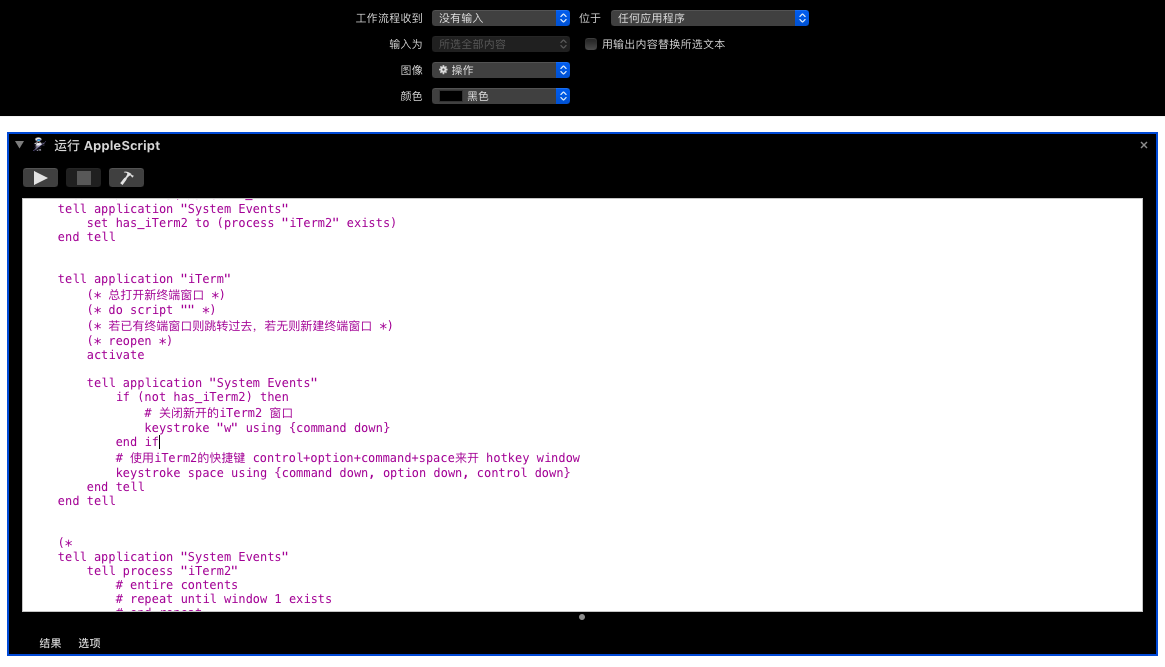 工作流程收到 没有输入 位于 任何应用程序
输入为 所选全部内容 用输出内容替换所选文本
图像 操作
颜色 黑色
运行 AppleScript
tell application "System Events"
set has_iTerm2 to (process "iTerm2" exists)
end tell
tell application "iTerm"
(* 总打开新终端窗口 *)
(* do script "" *)
(* 若已有终端窗口则跳转过去，若无则新建终端窗口 *)
(* reopen *)
activate
tell application "System Events"
if (not has_iTerm2) then
# 关闭新开的iTerm2 窗口
keystroke "w" using {command down}
end if
# 使用iTerm2的快捷键 control+option+command+space来开 hotkey window
keystroke space using {command down, option down, control down}
end tell
end tell
(*
tell application "System Events"
tell process "iTerm2"
# entire contents
# repeat until window 1 exists
# end repeat
结果 选项